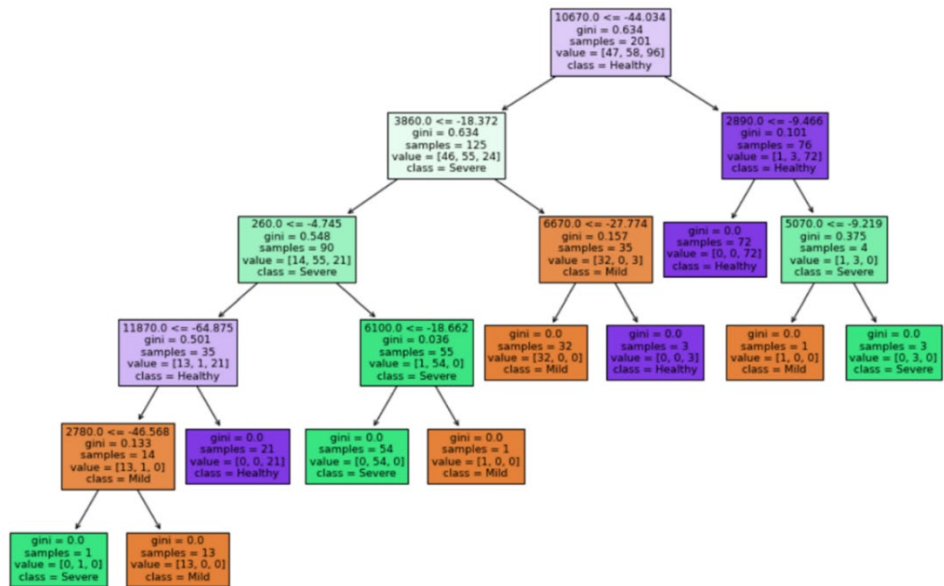 10670.0 <= -44.034
gini = 0.634
samples = 201
value = [47, 58, 96]
class = Healthy
3860.0 <= -18.372
gini = 0.634
samples = 125
value = [46, 55, 24]
class = Severe
2890.0 <= -9.466
gini = 0.101
samples = 76
value = [1, 3, 72]
class = Healthy
260.0 <= -4.745
gini = 0.548
samples = 90
value = [14, 55, 21]
class = Severe
6670.0 <= -27.774
gini = 0.157
samples = 35
value = [32, 0, 3]
class = Mild
gini = 0.0
samples = 72
value = [0, 0, 72]
class = Healthy
5070.0 <= -9.219
gini = 0.375
samples = 4
value = [1, 3, 0]
class = Severe
11870.0 <= -64.875
gini = 0.501
samples = 35
value = [13, 1, 21]
class = Healthy
6100.0 <= -18.662
gini = 0.036
samples = 55
value = [1, 54, 0]
class = Severe
gini = 0.0
samples = 32
value = [32, 0, 0]
class = Mild
gini = 0.0
samples = 3
value = [0, 0, 3]
class = Healthy
gini = 0.0
samples = 1
value = [1, 0, 0]
class = Mild
gini = 0.0
samples = 3
value = [0, 3, 0]
class = Severe
2780.0 <= -46.568
gini = 0.133
samples = 14
value = [13, 1, 0]
class = Mild
gini = 0.0
samples = 21
value = [0, 0, 21]
class = Healthy
gini = 0.0
samples = 54
value = [0, 54, 0]
class = Severe
gini = 0.0
samples = 1
value = [1, 0, 0]
class = Mild
gini = 0.0
samples = 1
value = [0, 1, 0]
class = Severe
gini = 0.0
samples = 13
value = [13, 0, 0]
class = Mild